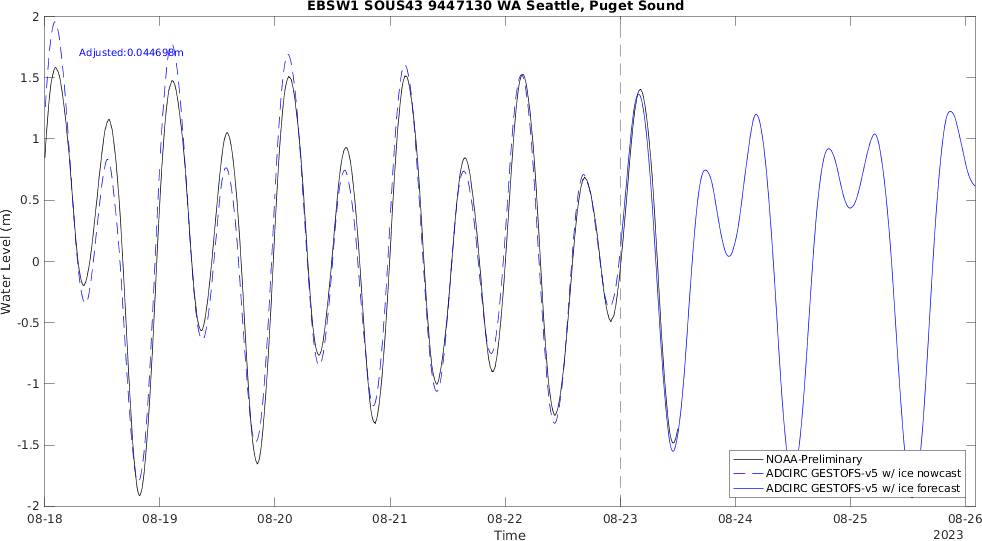 EBSW1 SOUS43 9447130 WA Seattle, Puget Sound
2
Adjusted:0.044698m
1.5
1
0.5
0
-0.5
-1
-1.5
-2
Water Level (m)
NOAA-Preliminary
ADCIRC GESTOFS-v5 w/ ice nowcast
ADCIRC GESTOFS-v5 w/ ice forecast
08-18 08-19 08-20 08-21 08-22 08-23 08-24 08-25 08-26
Time
2023